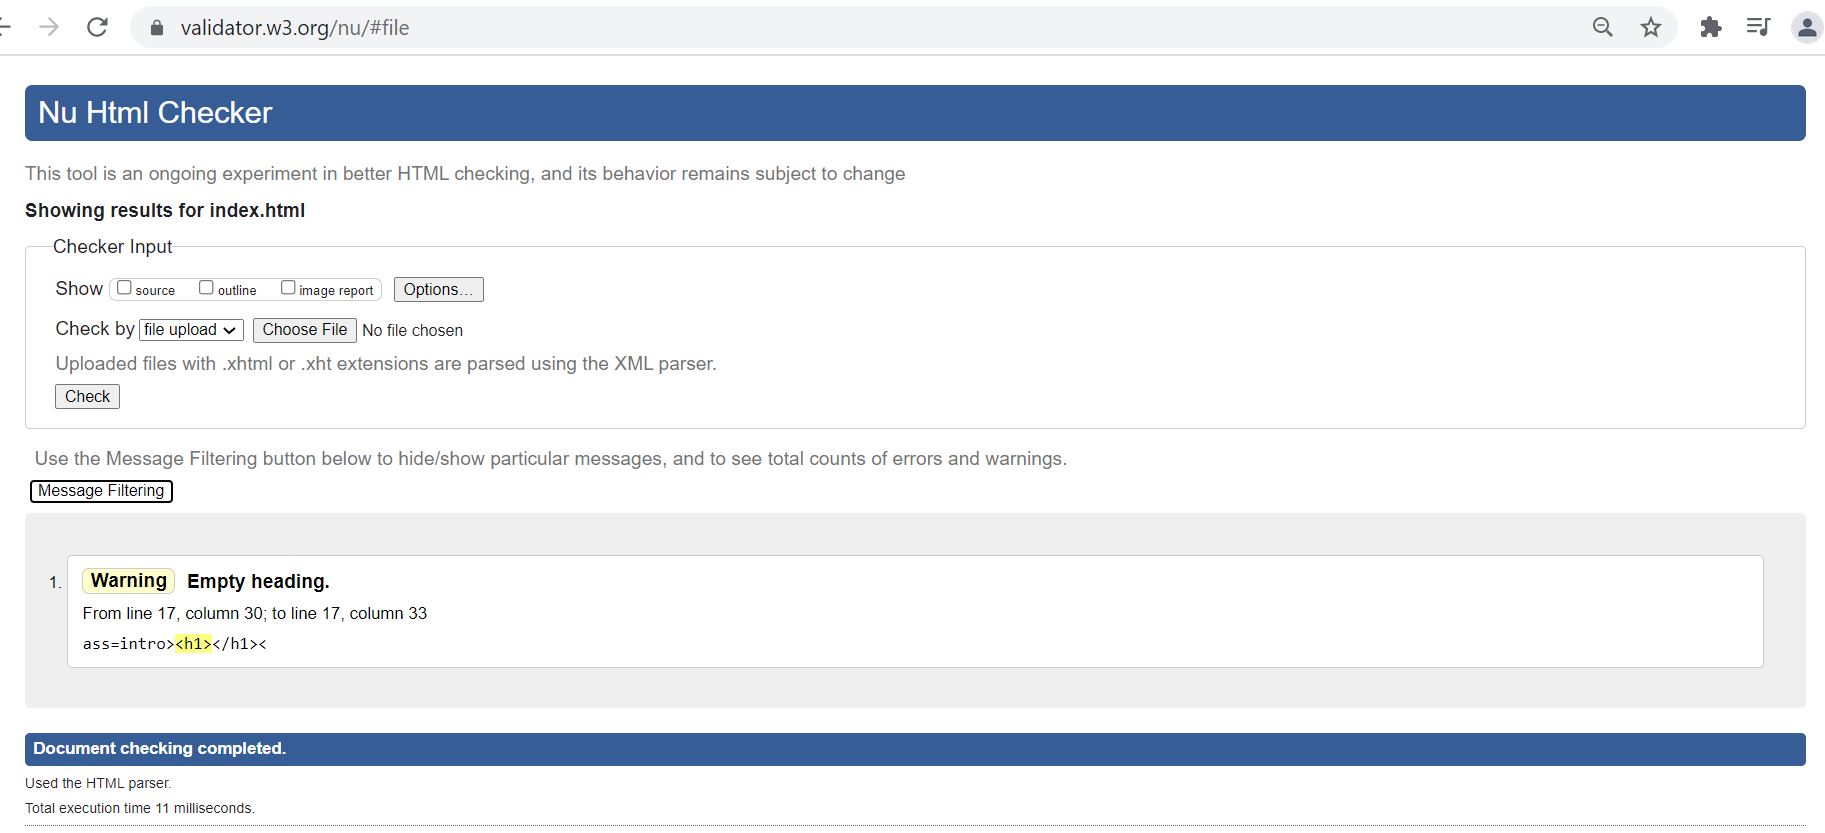 validator.w3.org/nu/#file
Nu Html Checker
This tool is an ongoing experiment in better HTML checking, and its behavior remains subject to change
Showing results for index.html
Checker Input
Show source outline image report Options...
Check by file upload Choose File No file chosen
Uploaded files with .xhtml or .xht extensions are parsed using the XML parser.
Check
Use the Message Filtering button below to hide/show particular messages, and to see total counts of errors and warnings.
Message Filtering
1. Warning Empty heading.
From line 17, column 30; to line 17, column 33
ass=intro><h1></h1><
Document checking completed.
Used the HTML parser.
Total execution time 11 milliseconds.